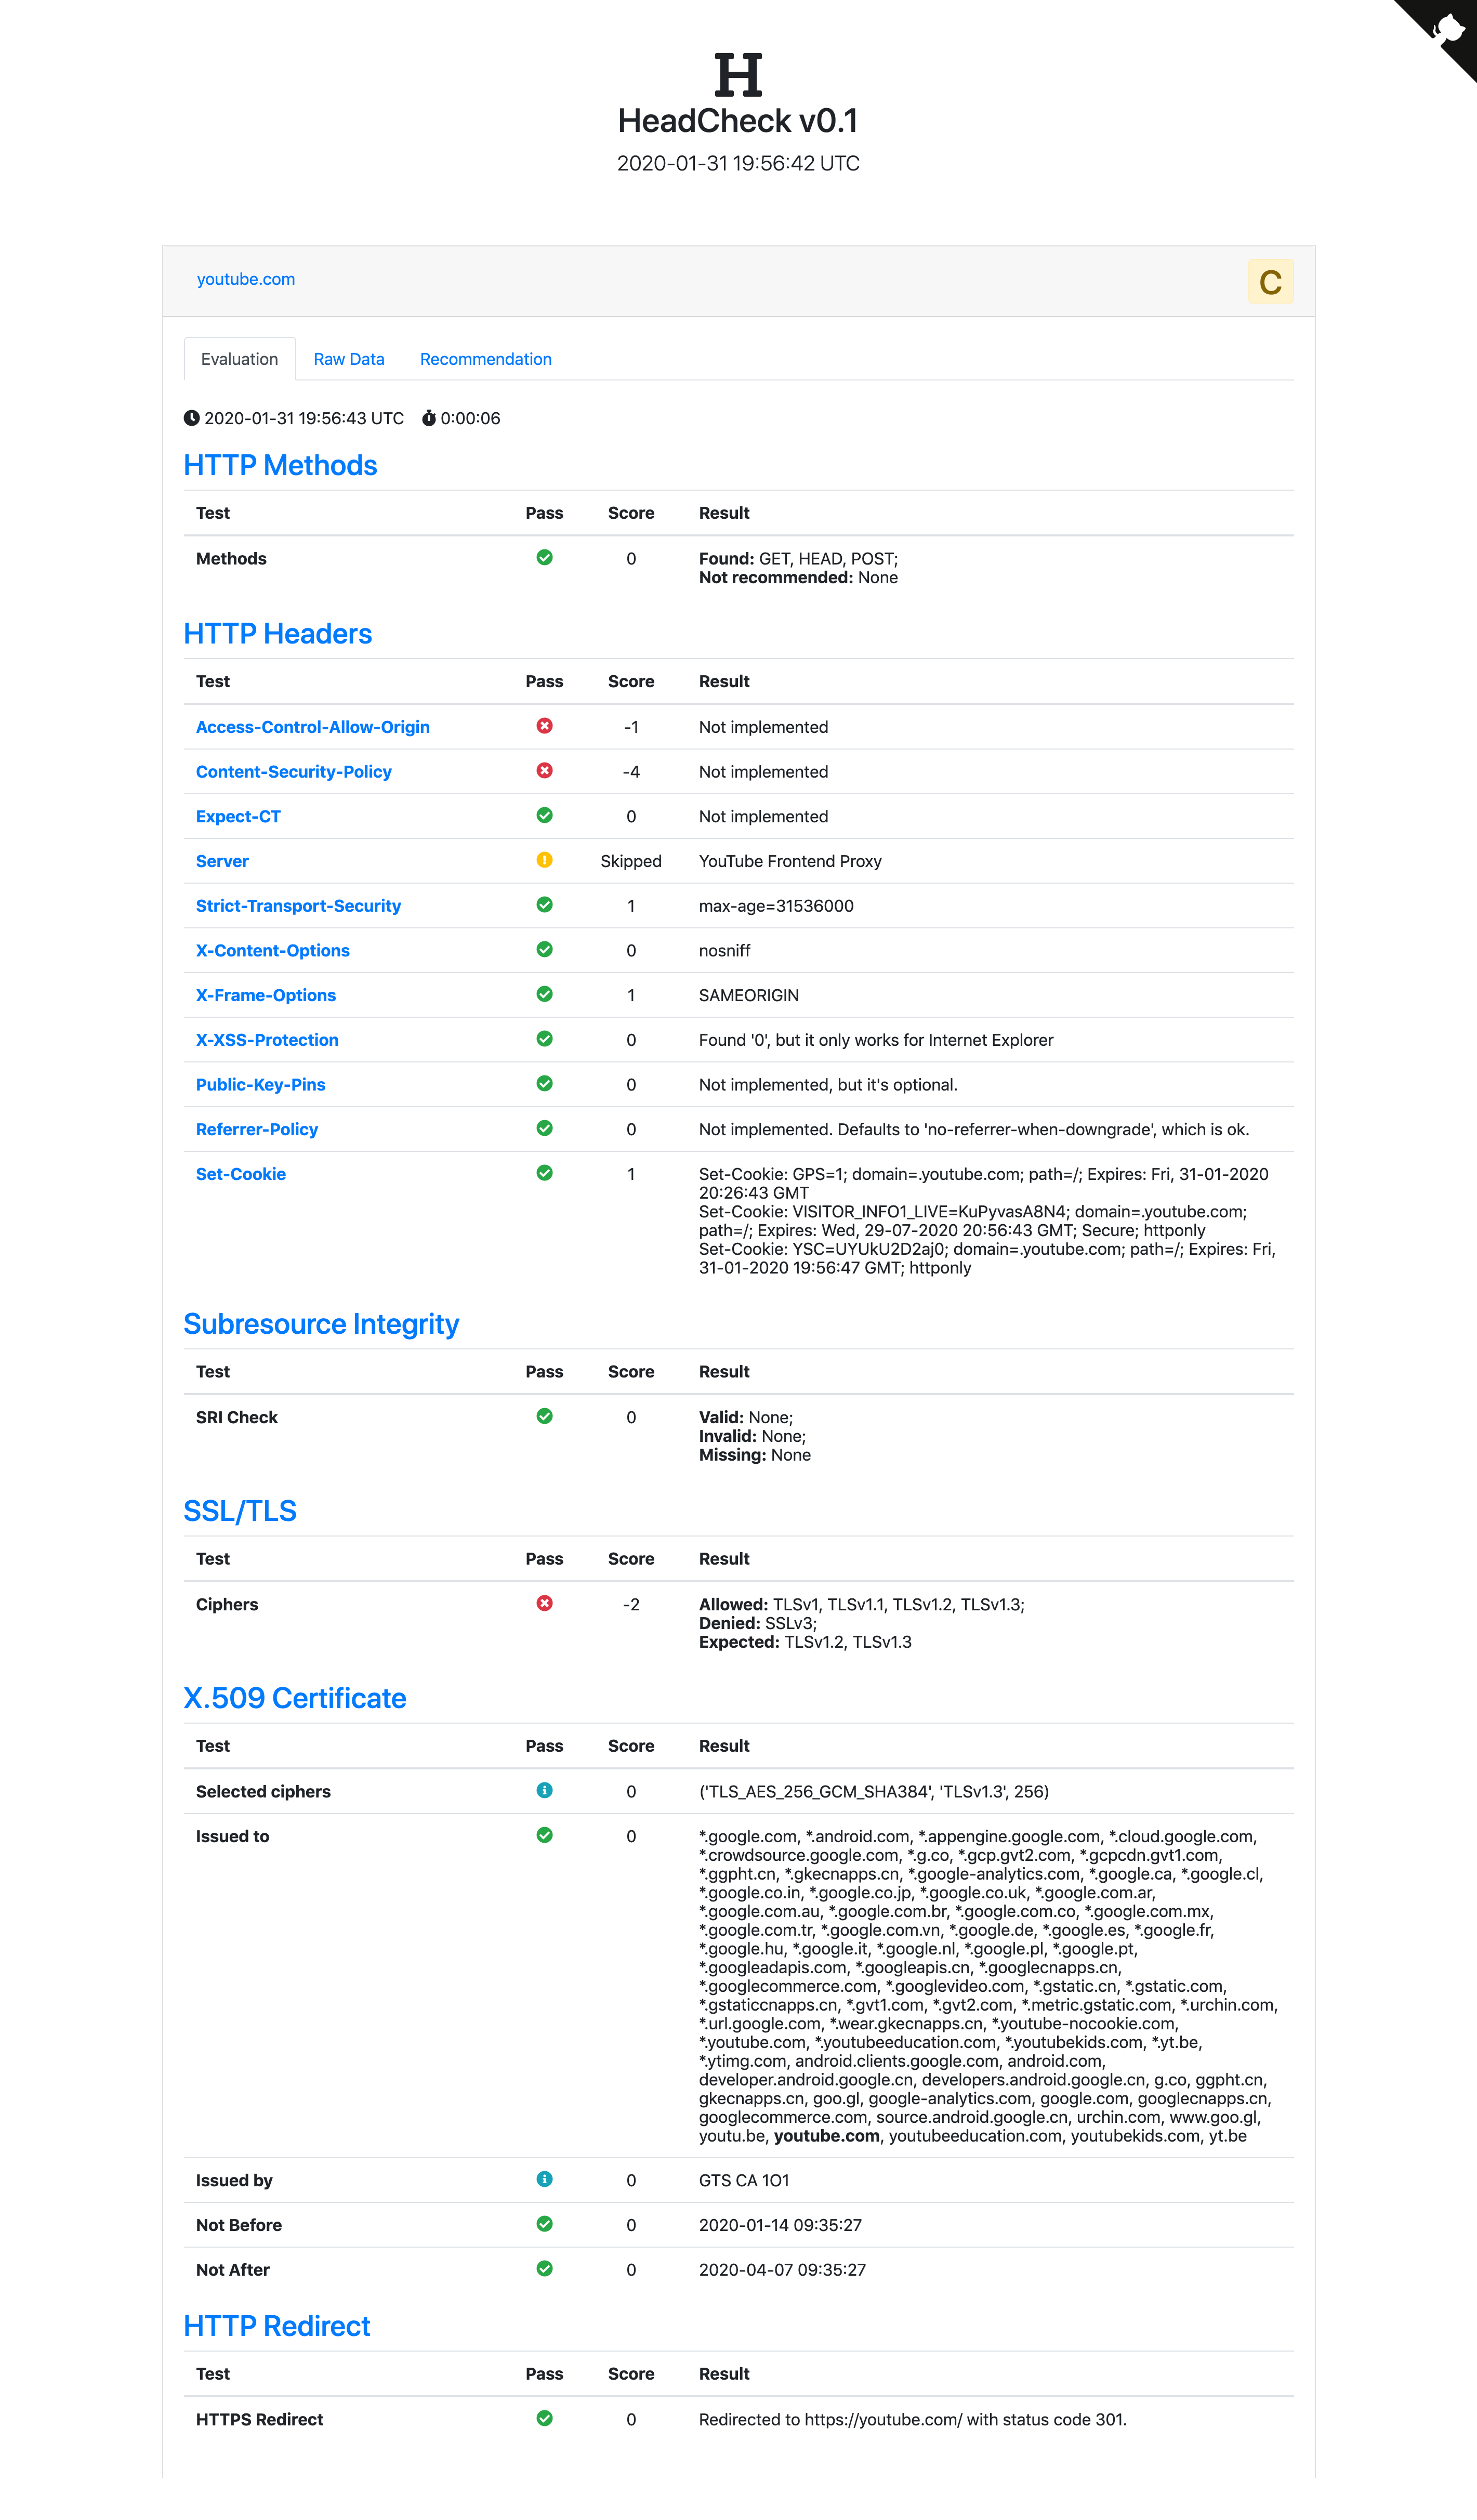 H
HeadCheck v0.1
2020-01-31 19:56:42 UTC
youtube.com
C
Evaluation Raw Data Recommendation
2020-01-31 19:56:43 UTC 0:00:06
HTTP Methods
Test Pass Score Result
Methods 0 Found: GET, HEAD, POST;
Not recommended: None
HTTP Headers
Test Pass Score Result
Access-Control-Allow-Origin -1 Not implemented
Content-Security-Policy -4 Not implemented
Expect-CT 0 Not implemented
Server Skipped YouTube Frontend Proxy
Strict-Transport-Security 1 max-age=31536000
X-Content-Options 0 nosniff
X-Frame-Options 1 SAMEORIGIN
X-XSS-Protection 0 Found '0', but it only works for Internet Explorer
Public-Key-Pins 0 Not implemented, but it's optional.
Referrer-Policy 0 Not implemented. Defaults to 'no-referrer-when-downgrade', which is ok.
Set-Cookie 1 Set-Cookie: GPS=1; domain=.youtube.com; path=/; Expires: Fri, 31-01-2020
20:26:43 GMT
Set-Cookie: VISITOR_INFO1_LIVE=KuPyvasA8N4; domain=.youtube.com;
path=/; Expires: Wed, 29-07-2020 20:56:43 GMT; Secure; httponly
Set-Cookie: YSC=UYUkU2D2aj0; domain=.youtube.com; path=/; Expires: Fri,
31-01-2020 19:56:47 GMT; httponly
Subresource Integrity
Test Pass Score Result
SRI Check 0 Valid: None;
Invalid: None;
Missing: None
SSL/TLS
Test Pass Score Result
Ciphers -2 Allowed: TLSv1, TLSv1.1, TLSv1.2, TLSv1.3;
Denied: SSLv3;
Expected: TLSv1.2, TLSv1.3
X.509 Certificate
Test Pass Score Result
Selected ciphers 0 ('TLS_AES_256_GCM_SHA384', 'TLSv1.3', 256)
Issued to 0 *.google.com, *.android.com, *.appengine.google.com, *.cloud.google.com,
*.crowdsource.google.com, *.g.co, *.gcp.gvt2.com, *.gcpcdn.gvt1.com,
*.ggpht.cn, *.gkecnapps.cn, *.google-analytics.com, *.google.ca, *.google.cl,
*.google.co.in, *.google.co.jp, *.google.co.uk, *.google.com.ar,
*.google.com.au, *.google.com.br, *.google.com.co, *.google.com.mx,
*.google.com.tr, *.google.com.vn, *.google.de, *.google.es, *.google.fr,
*.google.hu, *.google.it, *.google.nl, *.google.pl, *.google.pt,
*.googleadapis.com, *.googleapis.cn, *.googlecnapps.cn,
*.googlecommerce.com, *.googlevideo.com, *.gstatic.cn, *.gstatic.com,
*.gstaticcnapps.cn, *.gvt1.com, *.gvt2.com, *.metric.gstatic.com, *.urchin.com,
*.url.google.com, *.wear.gkecnapps.cn, *.youtube-nocookie.com,
*.youtube.com, *.youtubeeducation.com, *.youtubekids.com, *.yt.be,
*.ytimg.com, android.clients.google.com, android.com,
developer.android.google.cn, developers.android.google.cn, g.co, ggpht.cn,
gkecnapps.cn, goo.gl, google-analytics.com, google.com, googlecnapps.cn,
googlecommerce.com, source.android.google.cn, urchin.com, www.goo.gl,
youtu.be, youtube.com, youtubeeducation.com, youtubekids.com, yt.be
Issued by 0 GTS CA 1O1
Not Before 0 2020-01-14 09:35:27
Not After 0 2020-04-07 09:35:27
HTTP Redirect
Test Pass Score Result
HTTPS Redirect 0 Redirected to https://youtube.com/ with status code 301.